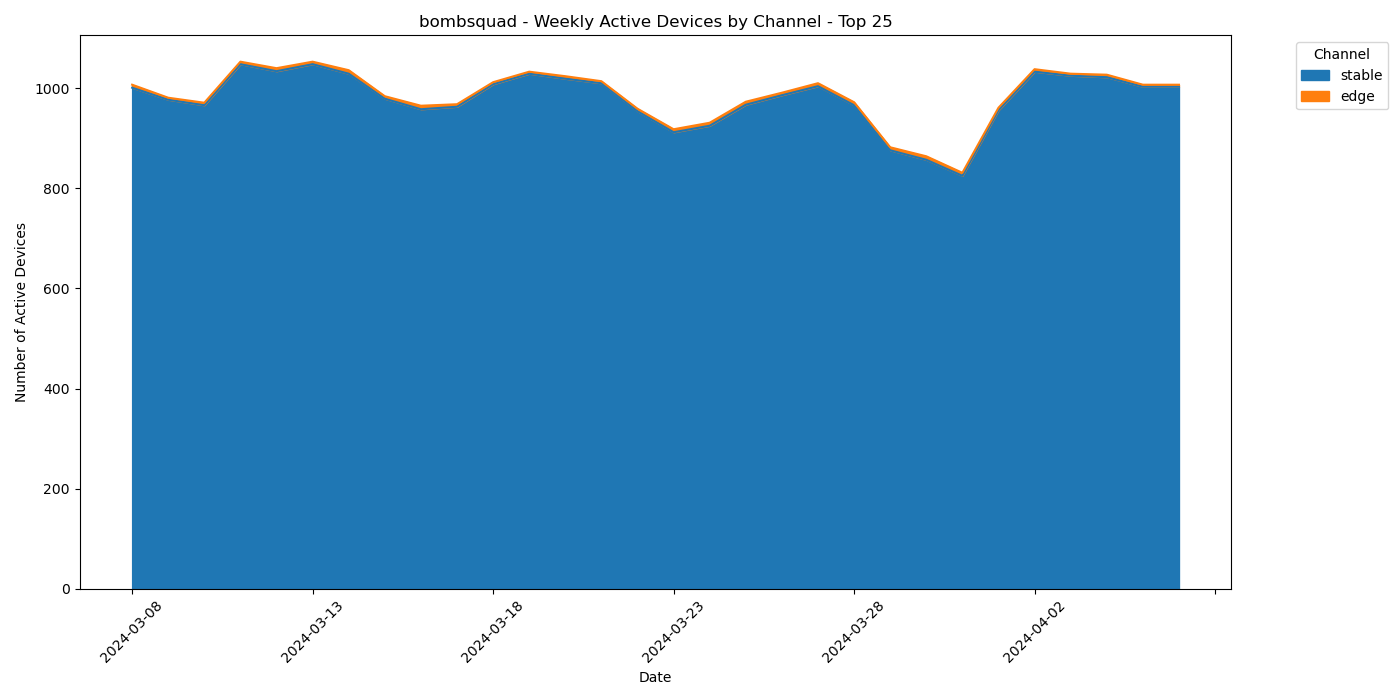 bombsquad - Weekly Active Devices by Channel - Top 25
Channel
stable
edge
Number of Active Devices
1000
800
600
400
200
0
2024-03-08
2024-03-13
2024-03-18
2024-03-23
2024-03-28
2024-04-02
Date